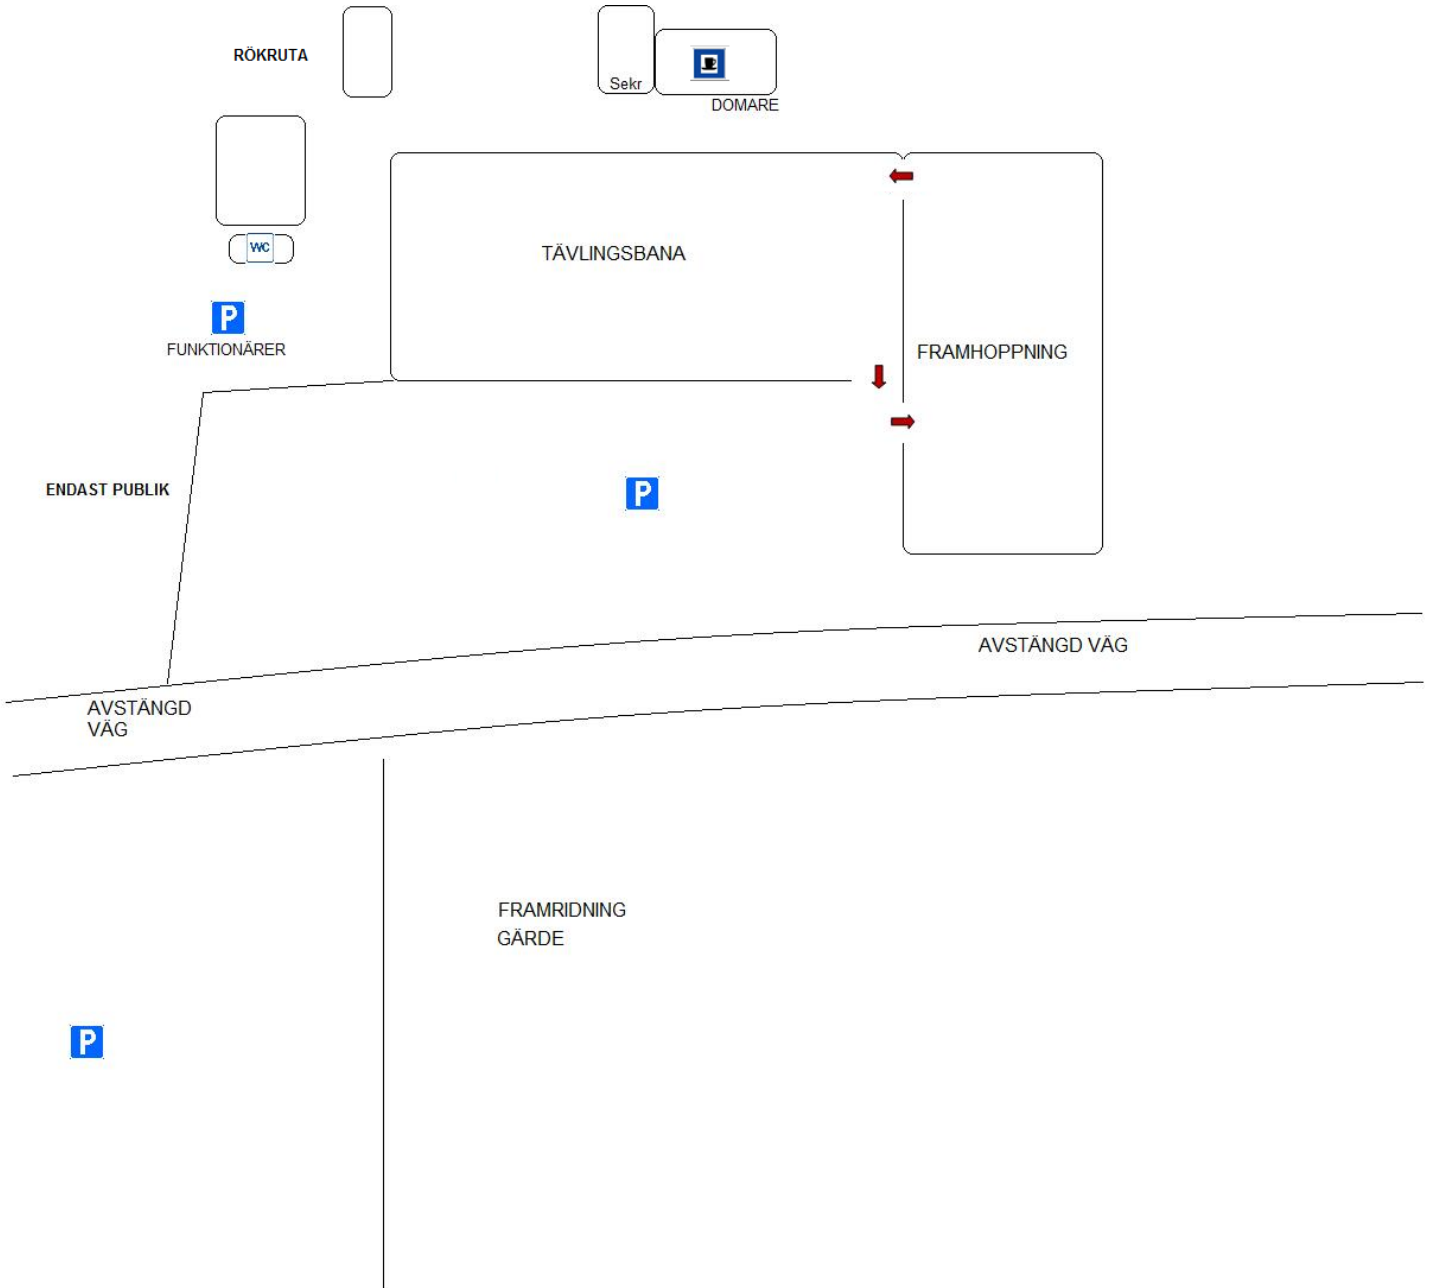 RÖKRUTA
Sekr
DOMARE
WC
TÄVLINGSBANA
P
FUNKTIONÄRER
FRAMHOPPNING
ENDAST PUBLIK
P
AVSTÄNGD VÄG
AVSTÄNGD
VÄG
FRAMRIDNING
GÄRDE
P